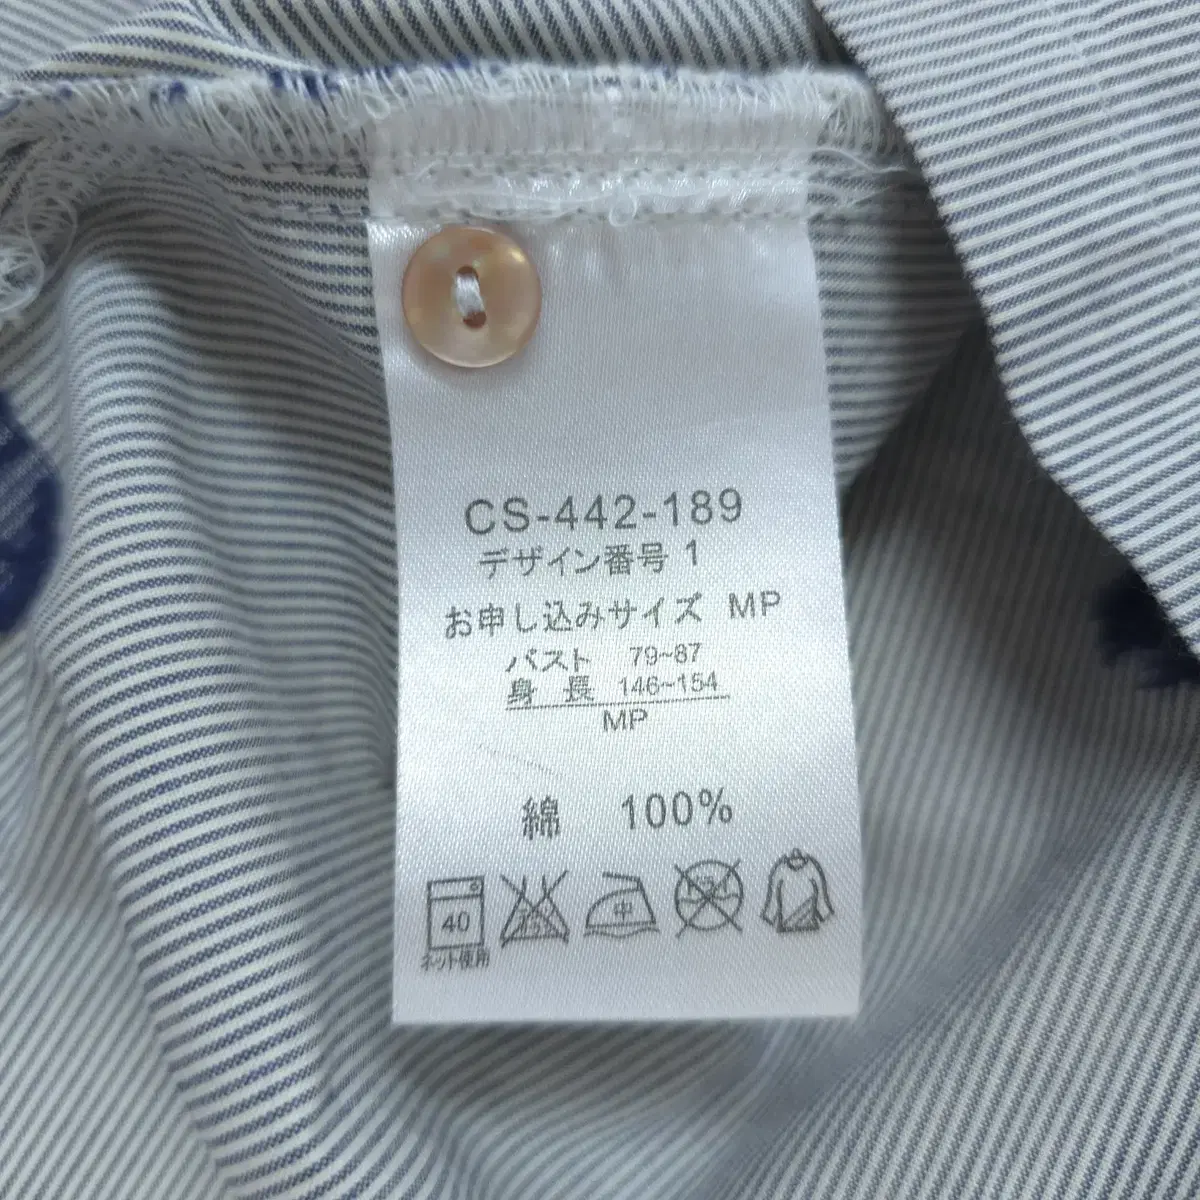 CS-442-189
デザイン番号 1
お申し込みサイズ MP
バスト 79~87
身 長 146~154
MP
綿 100%
40 中
ネット使用